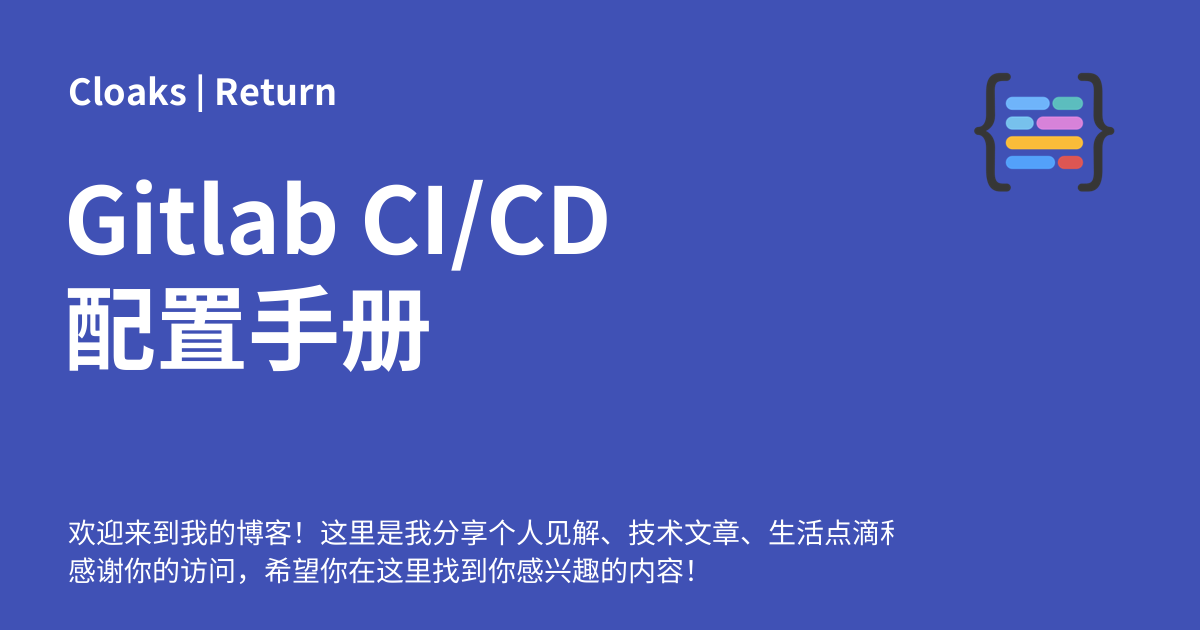 Cloaks | Return
Gitlab CI/CD
配置手册
欢迎来到我的博客！这里是我分享个人见解、技术文章、生活点滴
感谢你的访问，希望你在这里找到你感兴趣的内容！